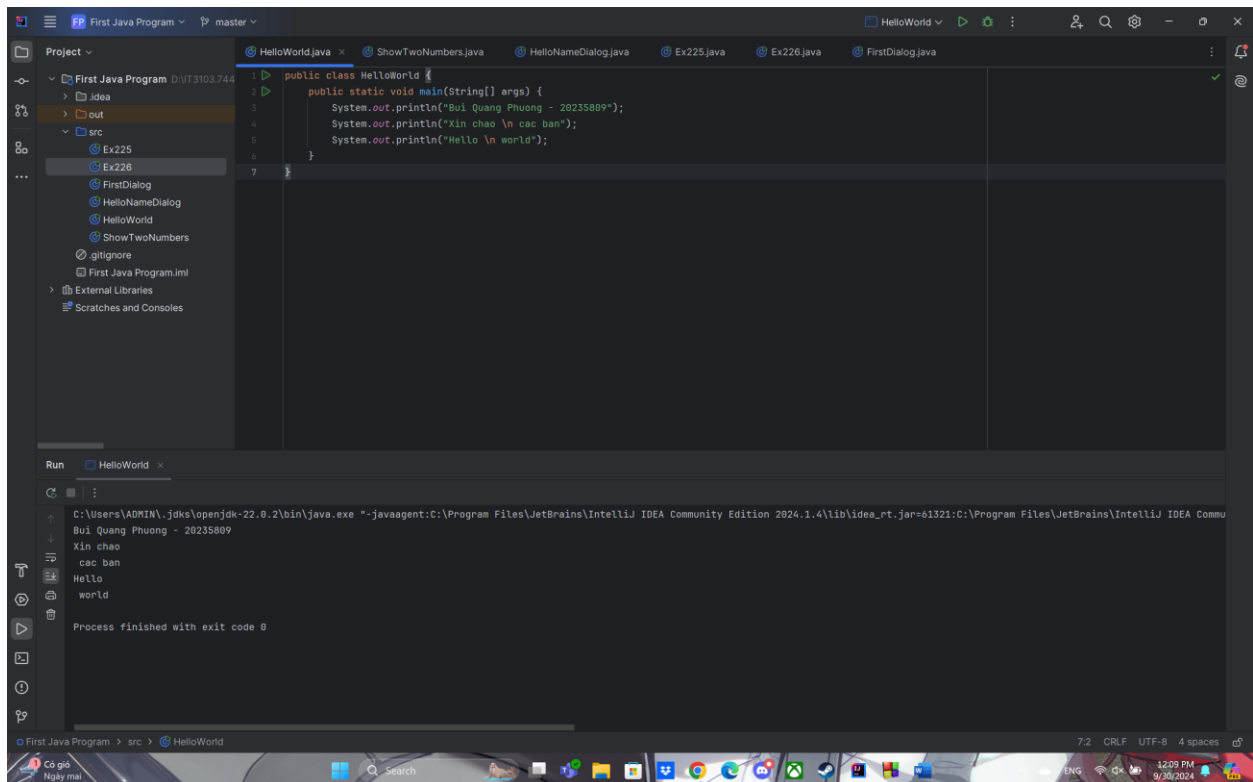 FP First Java Program master HelloWorld
Project
HelloWorld.java ShowTwoNumbers.java HelloNameDialog.java Ex225.java Ex226.java FirstDialog.java
First Java Program D:\IT3103.744
.idea
out
src
Ex225
Ex226
FirstDialog
HelloNameDialog
HelloWorld
ShowTwoNumbers
.gitignore
First Java Program.iml
External Libraries
Scratches and Consoles
1 public class HelloWorld {
2 public static void main(String[] args) {
3 System.out.println("Bui Quang Phuong - 20235809");
4 System.out.println("Xin chao \n cac ban");
5 System.out.println("Hello \n world");
6 }
7 }
Run HelloWorld
C:\Users\ADMIN\.jdks\openjdk-22.0.2\bin\java.exe "-javaagent:C:\Program Files\JetBrains\IntelliJ IDEA Community Edition 2024.1.4\lib\idea_rt.jar=61321:C:\Program Files\JetBrains\IntelliJ IDEA Commu
Bui Quang Phuong - 20235809
Xin chao
cac ban
Hello
world
Process finished with exit code 0
First Java Program > src > HelloWorld 7:2 CRLF UTF-8 4 spaces
1 Có gió
Ngày mai
Search
ENG
12:09 PM
9/30/2024